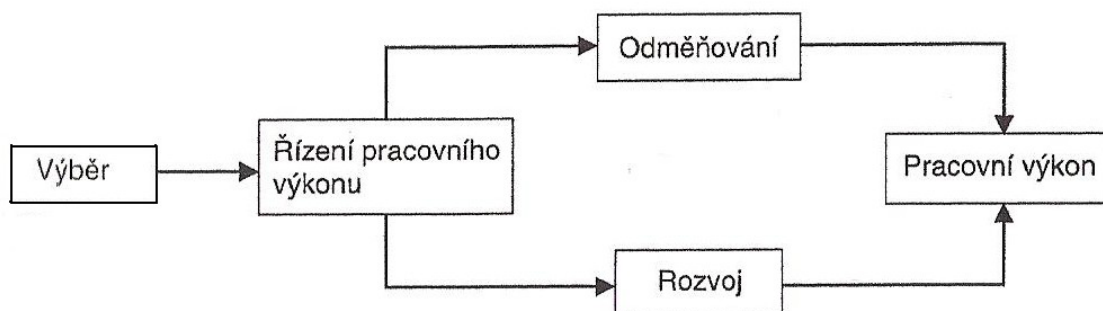 Výběr
Řízení pracovního
výkonu
Odměňování
Rozvoj
Pracovní výkon